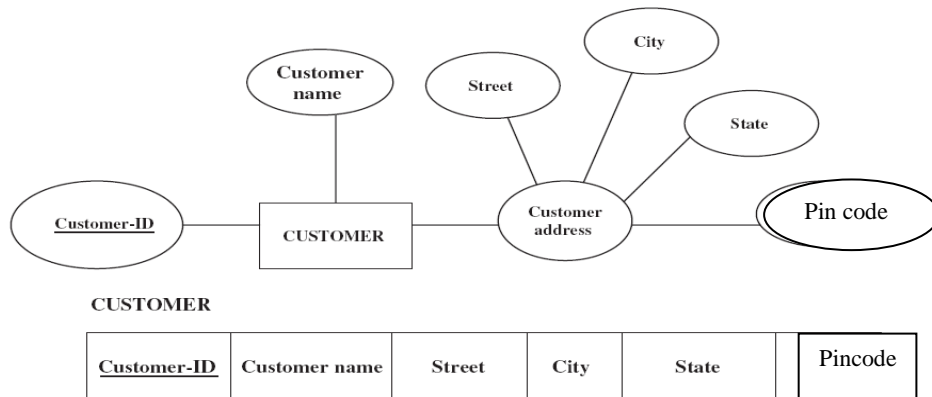 City
Customer
name
Street
State
Customer-ID
CUSTOMER
Customer
address
Pin code
CUSTOMER
Customer-ID Customer name Street City State Pincode